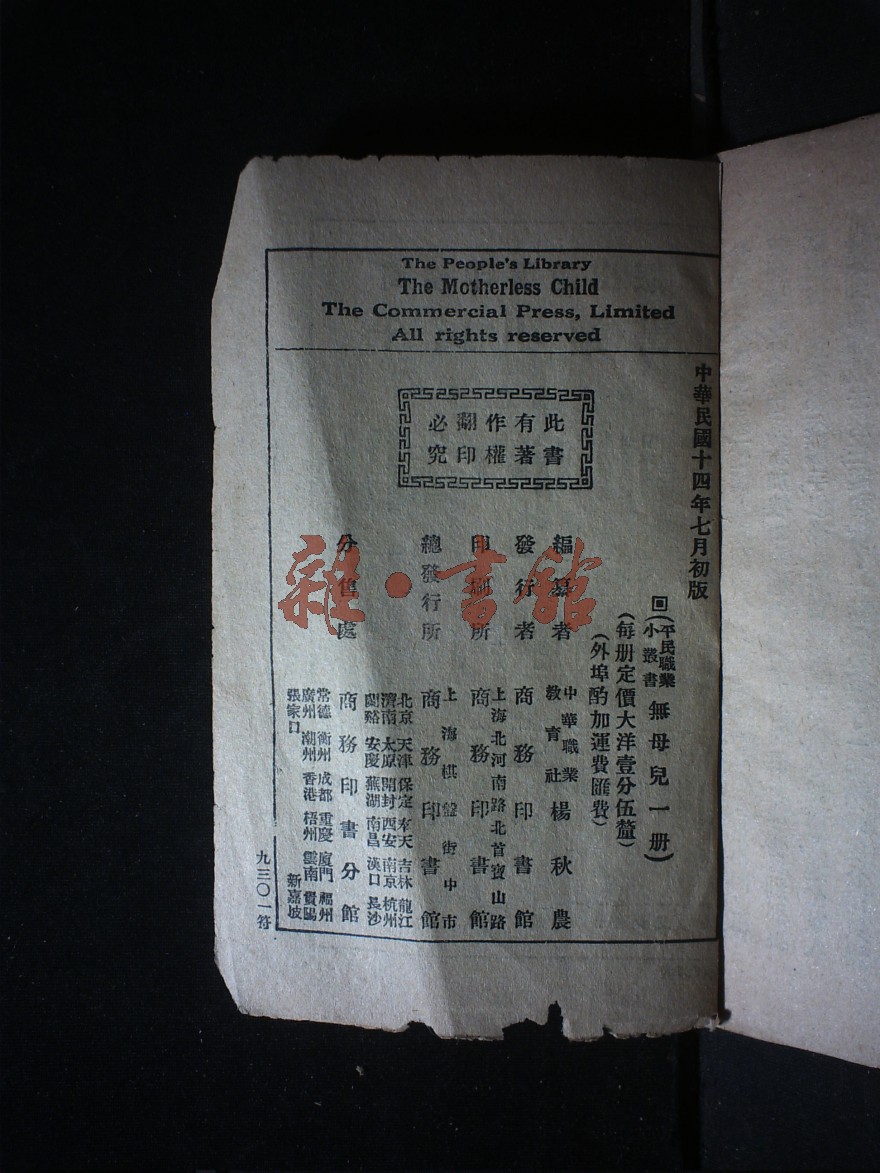 The People's Library
The Motherless Child
The Commercial Press, Limited
All rights reserved
中華民國十四年七月初版
此書
有著
作權
翻印
必究
回(平民職業小叢書 無母兒一册)
(每册定價大洋壹分伍釐)
(外埠酌加運費匯費)
編纂者 中華職業教育社 楊秋農
發行者 商務印書館
印刷所 上海北河南路北首寶山路 商務印書館
總發行所 上海棋盤街中市 商務印書館
分售處 商務印書分館
北京 天津 保定 奉天 吉林 龍江
濟南 太原 開封 西安 南京 杭州
蘭谿 安慶 蕪湖 南昌 漢口 長沙
常德 衡州 成都 重慶 廈門 福州
廣州 潮州 香港 梧州 雲南 貴陽
張家口 新嘉坡
九三〇一符
雜·書館